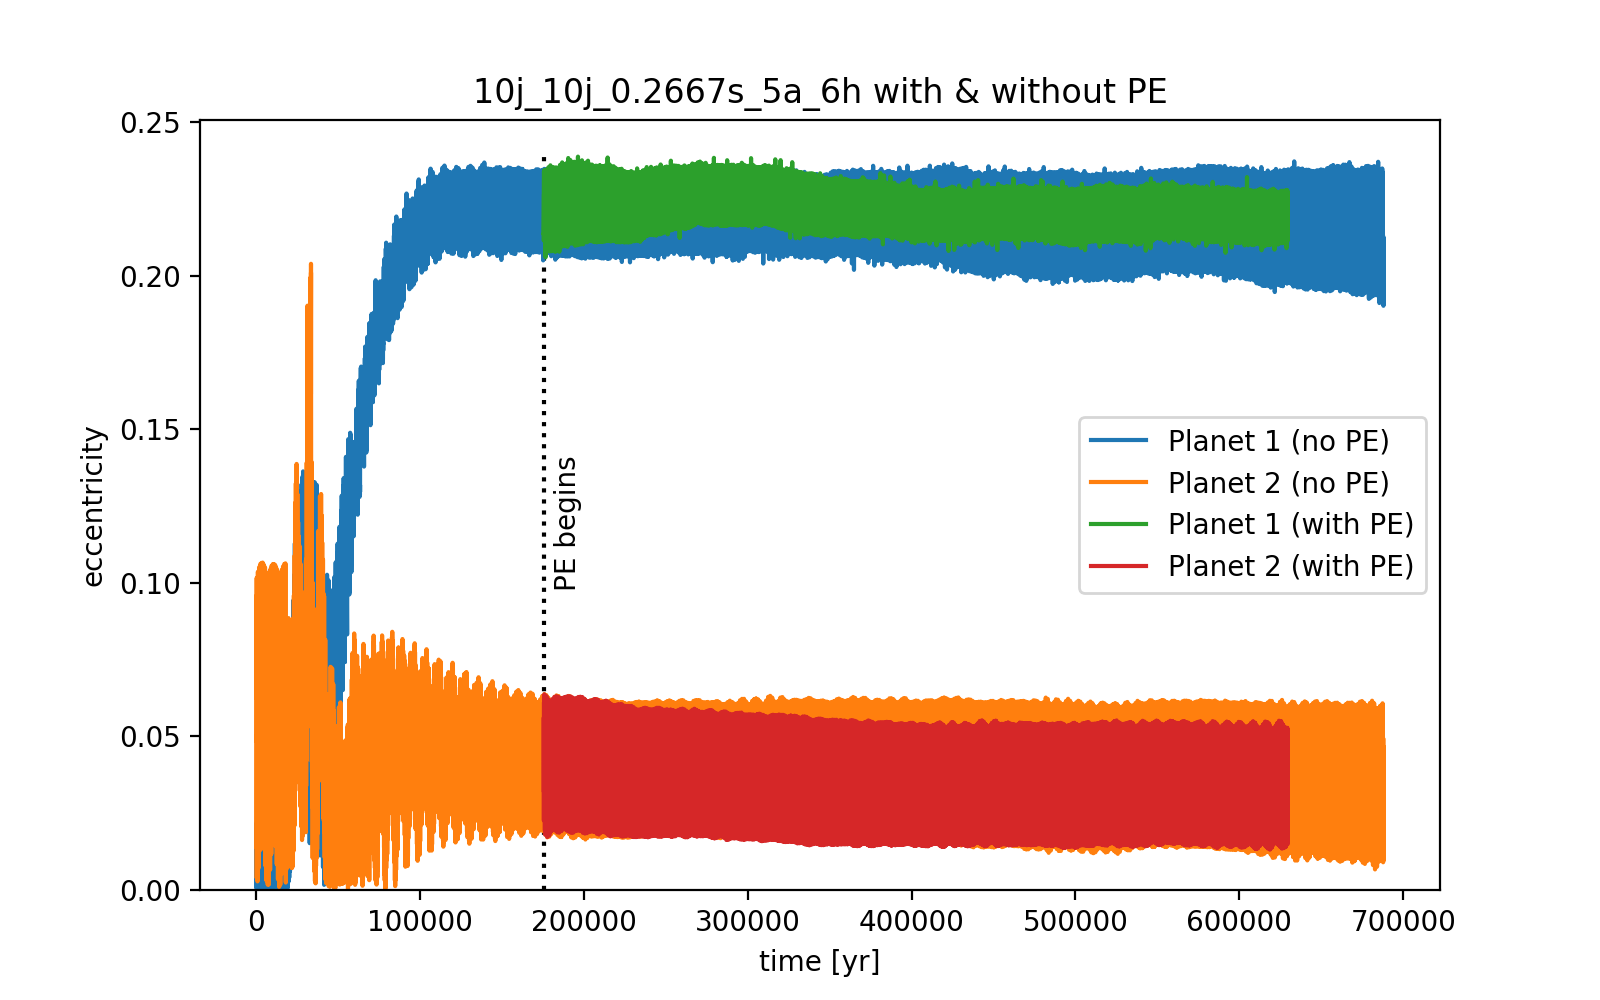 10j_10j_0.2667s_5a_6h with & without PE
0.25
0.20
0.15
0.10
0.05
0.00
eccentricity
PE begins
Planet 1 (no PE)
Planet 2 (no PE)
Planet 1 (with PE)
Planet 2 (with PE)
0 100000 200000 300000 400000 500000 600000 700000
time [yr]